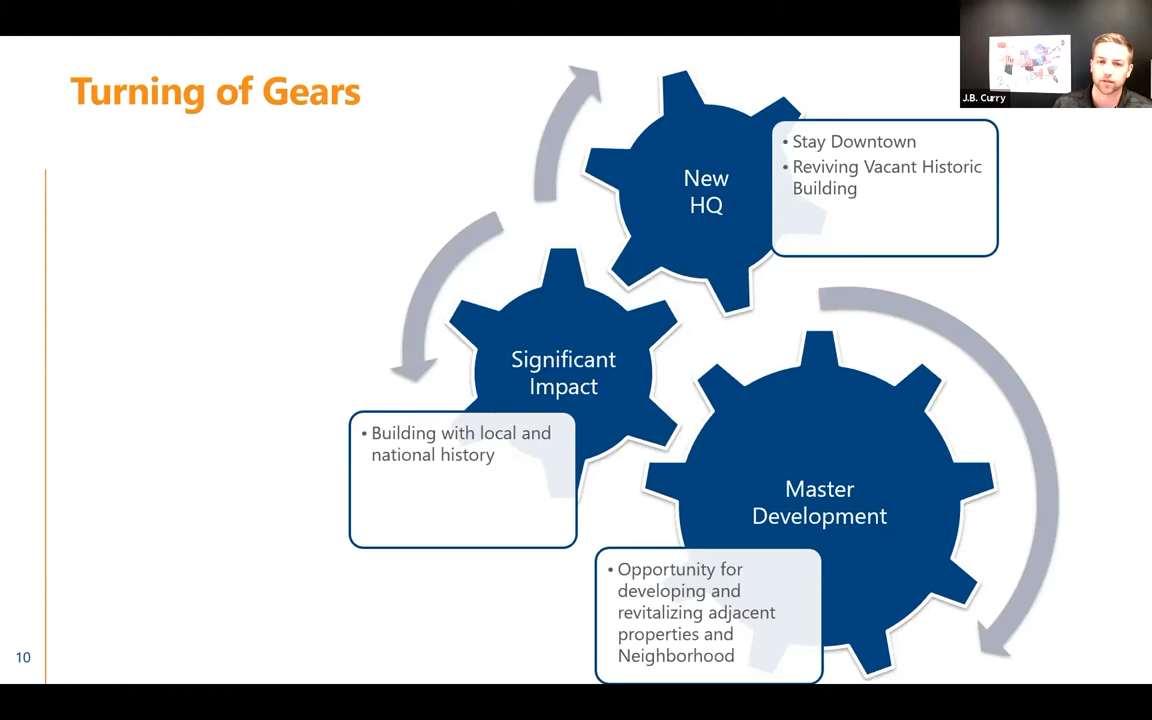 Turning of Gears
J.B. Curry
New
HQ
• Stay Downtown
• Reviving Vacant Historic
Building
Significant
Impact
• Building with local and
national history
Master
Development
• Opportunity for
developing and
revitalizing adjacent
properties and
Neighborhood
10